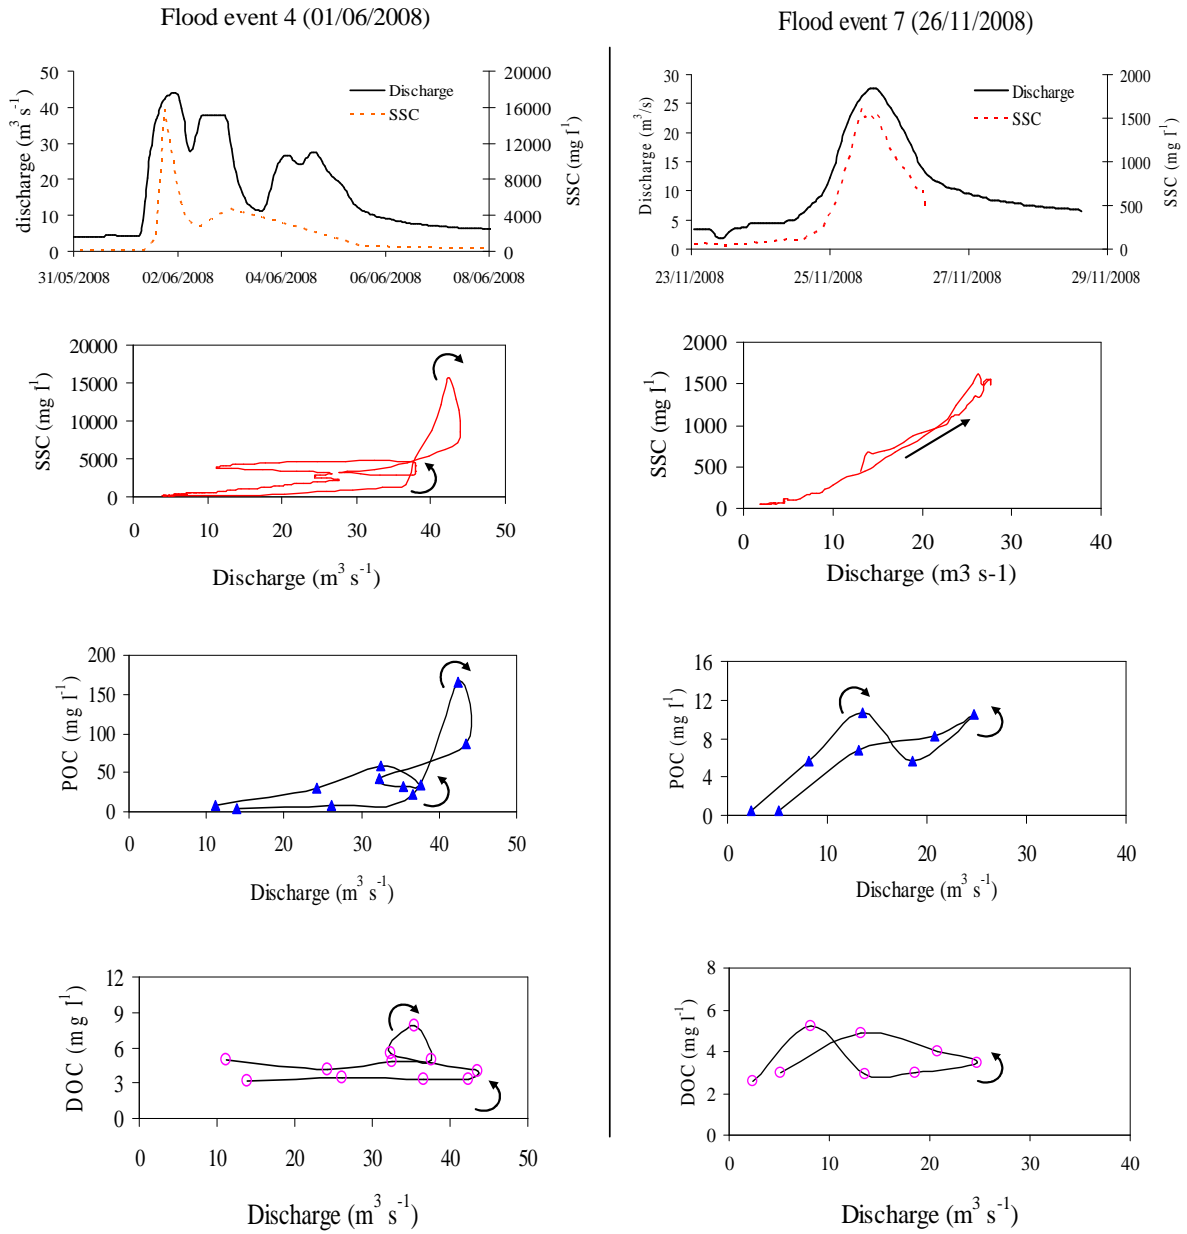 Flood event 4 (01/06/2008)
Flood event 7 (26/11/2008)
discharge (m³ s⁻¹)
50
40
30
20
10
0
20000
16000
12000
8000
4000
0
SSC (mg l⁻¹)
Discharge
SSC
31/05/2008 02/06/2008 04/06/2008 06/06/2008 08/06/2008
Discharge (m³/s)
30
25
20
15
10
5
0
2000
1500
1000
500
0
SSC (mg l⁻¹)
Discharge
SSC
23/11/2008 25/11/2008 27/11/2008 29/11/2008
SSC (mg l⁻¹)
20000
15000
10000
5000
0
0 10 20 30 40 50
Discharge (m³ s⁻¹)
SSC (mg l⁻¹)
2000
1500
1000
500
0
0 10 20 30 40
Discharge (m3 s-1)
POC (mg l⁻¹)
200
150
100
50
0
0 10 20 30 40 50
Discharge (m³ s⁻¹)
POC (mg l⁻¹)
16
12
8
4
0
0 10 20 30 40
Discharge (m³ s⁻¹)
DOC (mg l⁻¹)
12
9
6
3
0
0 10 20 30 40 50
Discharge (m³ s⁻¹)
DOC (mg l⁻¹)
8
6
4
2
0
0 10 20 30 40
Discharge (m³ s⁻¹)